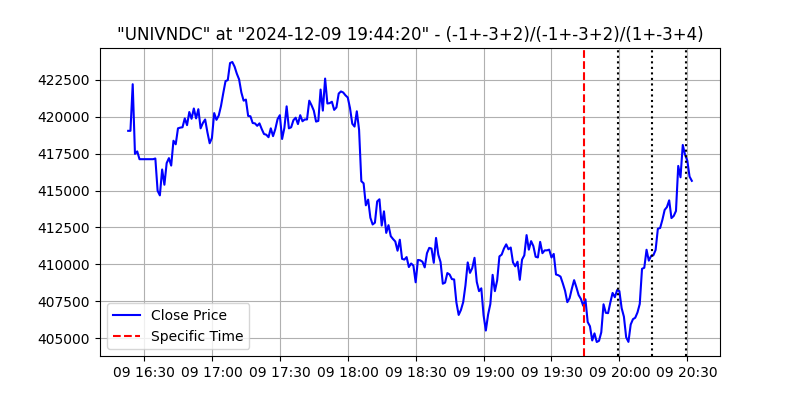 "UNIVNDC" at "2024-12-09 19:44:20" - (-1+-3+2)/(-1+-3+2)/(1+-3+4)
422500
420000
417500
415000
412500
410000
407500
405000
Close Price
Specific Time
09 16:30 09 17:00 09 17:30 09 18:00 09 18:30 09 19:00 09 19:30 09 20:00 09 20:30